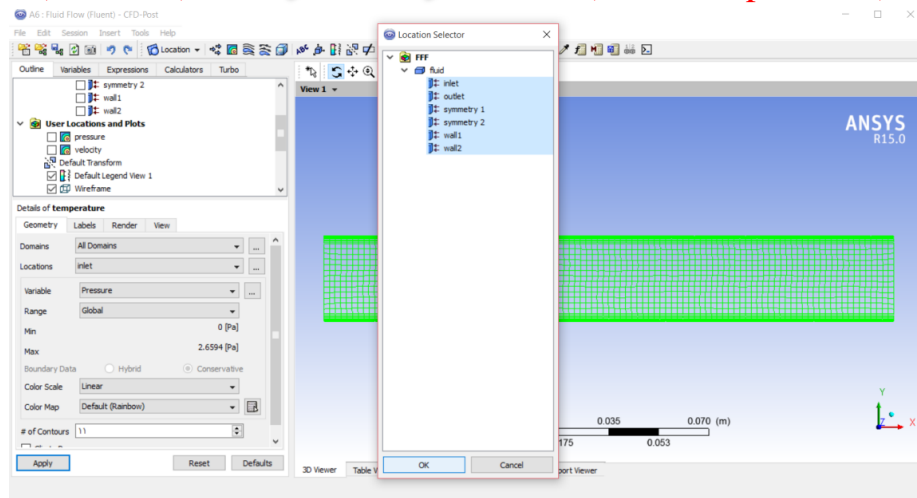 A6 : Fluid Flow (Fluent) - CFD-Post
File Edit Session Insert Tools Help
Location
Outline Variables Expressions Calculators Turbo
symmetry 2
wall1
wall2
User Locations and Plots
pressure
velocity
Default Transform
Default Legend View 1
Wireframe
Details of temperature
Geometry Labels Render View
Domains All Domains ...
Locations inlet ...
Variable Pressure ...
Range Global
Min 0 [Pa]
Max 2.6594 [Pa]
Boundary Data Hybrid Conservative
Color Scale Linear
Color Map Default (Rainbow)
# of Contours 11
Apply Reset Defaults
Location Selector
FFF
fluid
inlet
outlet
symmetry 1
symmetry 2
wall1
wall2
OK Cancel
View 1
ANSYS
R15.0
0.035 0.070 (m)
175 0.053
Y
Z X
3D Viewer Table V port Viewer